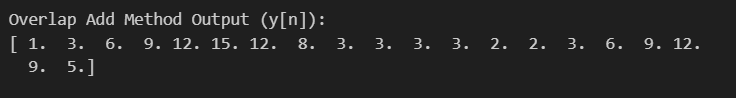 Overlap Add Method Output (y[n]):
[ 1.  3.  6.  9. 12. 15. 12.  8.  3.  3.  3.  3.  2.  2.  3.  6.  9. 12.
  9.  5.]